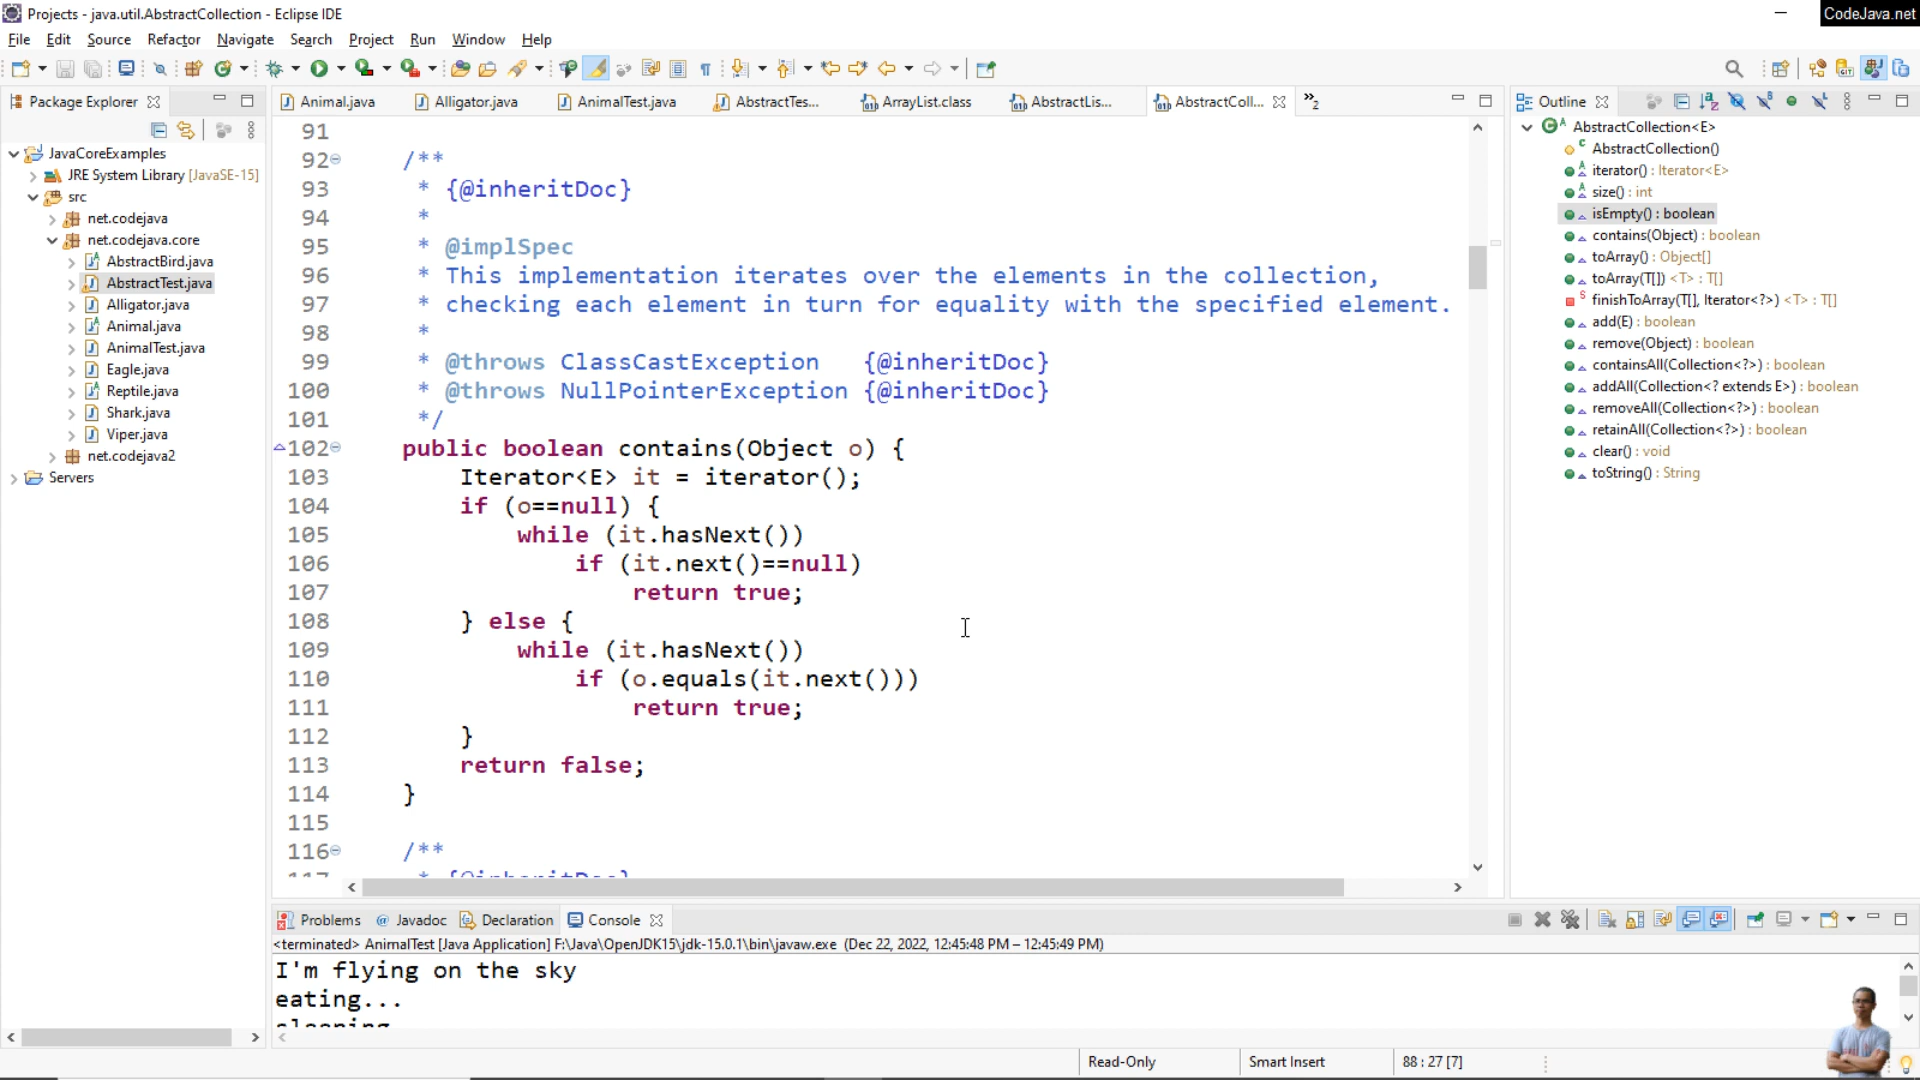 Projects - java.util.AbstractCollection - Eclipse IDE
CodeJava.net
File Edit Source Refactor Navigate Search Project Run Window Help
Package Explorer
JavaCoreExamples
JRE System Library [JavaSE-15]
src
net.codejava
net.codejava.core
AbstractBird.java
AbstractTest.java
Alligator.java
Animal.java
AnimalTest.java
Eagle.java
Reptile.java
Shark.java
Viper.java
net.codejava2
Servers
Animal.java Alligator.java AnimalTest.java AbstractTes... ArrayList.class AbstractLis... AbstractColl... »2
91
92 /**
93 * {@inheritDoc}
94 *
95 * @implSpec
96 * This implementation iterates over the elements in the collection,
97 * checking each element in turn for equality with the specified element.
98 *
99 * @throws ClassCastException   {@inheritDoc}
100 * @throws NullPointerException {@inheritDoc}
101 */
102 public boolean contains(Object o) {
103 Iterator<E> it = iterator();
104 if (o==null) {
105 while (it.hasNext())
106 if (it.next()==null)
107 return true;
108 } else {
109 while (it.hasNext())
110 if (o.equals(it.next()))
111 return true;
112 }
113 return false;
114 }
115
116 /**
117 * {@inheritDoc}
Outline
AbstractCollection<E>
AbstractCollection()
iterator() : Iterator<E>
size() : int
isEmpty() : boolean
contains(Object) : boolean
toArray() : Object[]
toArray(T[]) <T> : T[]
finishToArray(T[], Iterator<?>) <T> : T[]
add(E) : boolean
remove(Object) : boolean
containsAll(Collection<?>) : boolean
addAll(Collection<? extends E>) : boolean
removeAll(Collection<?>) : boolean
retainAll(Collection<?>) : boolean
clear() : void
toString() : String
Problems Javadoc Declaration Console
<terminated> AnimalTest [Java Application] F:\Java\OpenJDK15\jdk-15.0.1\bin\javaw.exe (Dec 22, 2022, 12:45:48 PM – 12:45:49 PM)
I'm flying on the sky
eating...
sleeping
Read-Only Smart Insert 88 : 27 [7]